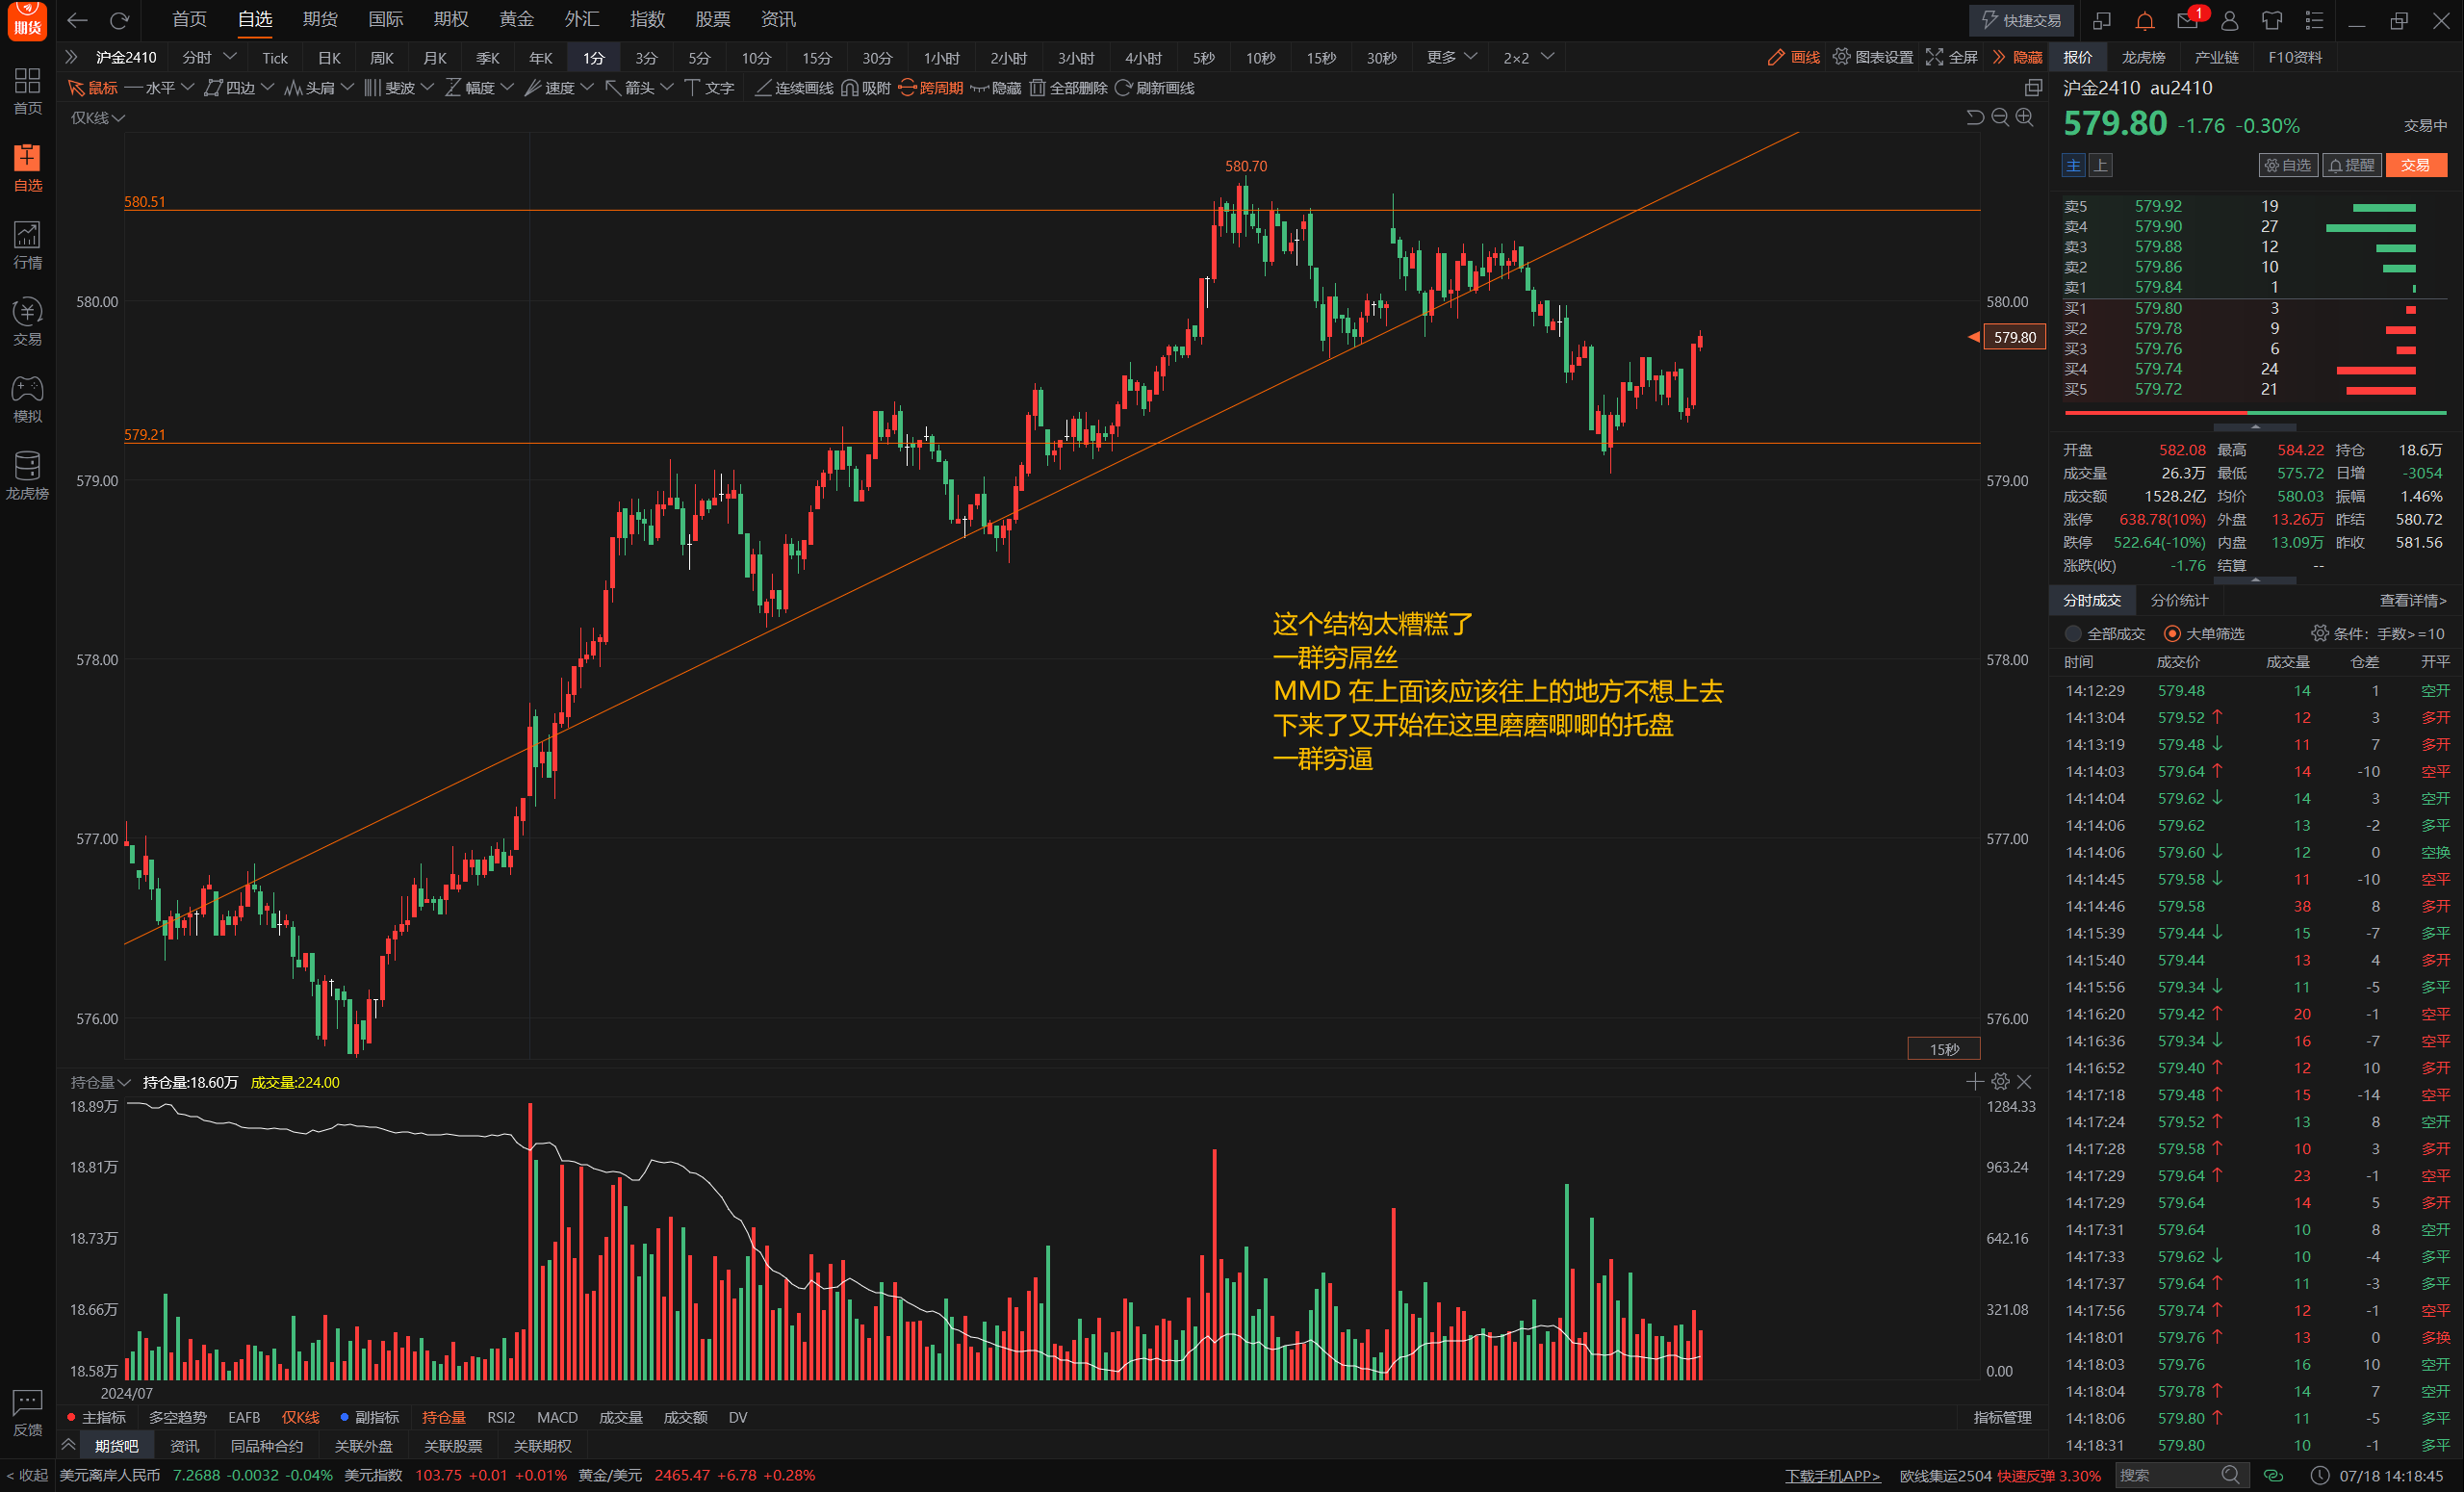 期货
首页 自选 期货 国际 期权 黄金 外汇 指数 股票 资讯
快捷交易 1
沪金2410 分时 Tick 日K 周K 月K 季K 年K 1分 3分 5分 10分 15分 30分 1小时 2小时 3小时 4小时 5秒 10秒 15秒 30秒 更多 2×2
画线 图表设置 全屏 隐藏
报价 龙虎榜 产业链 F10资料
鼠标 水平 四边 头肩 斐波 幅度 速度 箭头 文字 连续画线 吸附 跨周期 隐藏 全部删除 刷新画线
首页
自选
行情
交易
模拟
龙虎榜
反馈
< 收起
仅K线
580.70
580.51
580.00 580.00
579.80
579.21
579.00 579.00
578.00 578.00
577.00 577.00
576.00 576.00
这个结构太糟糕了
一群穷屌丝
MMD 在上面该应该往上的地方不想上去
下来了又开始在这里磨磨唧唧的托盘
一群穷逼
15秒
持仓量 持仓量:18.60万 成交量:224.00
18.89万 1284.33
18.81万 963.24
18.73万 642.16
18.66万 321.08
18.58万 0.00
2024/07
主指标 多空趋势 EAFB 仅K线 副指标 持仓量 RSI2 MACD 成交量 成交额 DV 指标管理
期货吧 资讯 同品种合约 关联外盘 关联股票 关联期权
沪金2410 au2410
579.80 -1.76 -0.30% 交易中
主 上 自选 提醒 交易
卖5 579.92 19
卖4 579.90 27
卖3 579.88 12
卖2 579.86 10
卖1 579.84 1
买1 579.80 3
买2 579.78 9
买3 579.76 6
买4 579.74 24
买5 579.72 21
开盘 582.08 最高 584.22 持仓 18.6万
成交量 26.3万 最低 575.72 日增 -3054
成交额 1528.2亿 均价 580.03 振幅 1.46%
涨停 638.78(10%) 外盘 13.26万 昨结 580.72
跌停 522.64(-10%) 内盘 13.09万 昨收 581.56
涨跌(收) -1.76 结算 --
分时成交 分价统计 查看详情>
全部成交 大单筛选 条件: 手数>=10
时间 成交价 成交量 仓差 开平
14:12:29 579.48 14 1 空开
14:13:04 579.52 ↑ 12 3 多开
14:13:19 579.48 ↓ 11 7 多开
14:14:03 579.64 ↑ 14 -10 空平
14:14:04 579.62 ↓ 14 3 空开
14:14:06 579.62 13 -2 多平
14:14:06 579.60 ↓ 12 0 空换
14:14:45 579.58 ↓ 11 -10 空平
14:14:46 579.58 38 8 多开
14:15:39 579.44 ↓ 15 -7 多平
14:15:40 579.44 13 4 多开
14:15:56 579.34 ↓ 11 -5 多平
14:16:20 579.42 ↑ 20 -1 空平
14:16:36 579.34 ↓ 16 -7 空平
14:16:52 579.40 ↑ 12 10 多开
14:17:18 579.48 ↑ 15 -14 空平
14:17:24 579.52 ↑ 13 8 空开
14:17:28 579.58 ↑ 10 3 多开
14:17:29 579.64 ↑ 23 -1 空平
14:17:29 579.64 14 5 多开
14:17:31 579.64 10 8 空开
14:17:33 579.62 ↓ 10 -4 多平
14:17:37 579.64 ↑ 11 -3 多平
14:17:56 579.74 ↑ 12 -1 空平
14:18:01 579.76 ↑ 13 0 多换
14:18:03 579.76 16 10 空开
14:18:04 579.78 ↑ 14 7 空开
14:18:06 579.80 ↑ 11 -5 多平
14:18:31 579.80 10 -1 多平
美元离岸人民币 7.2688 -0.0032 -0.04% 美元指数 103.75 +0.01 +0.01% 黄金/美元 2465.47 +6.78 +0.28%
下载手机APP> 欧线集运2504 快速反弹 3.30% 搜索 07/18 14:18:45